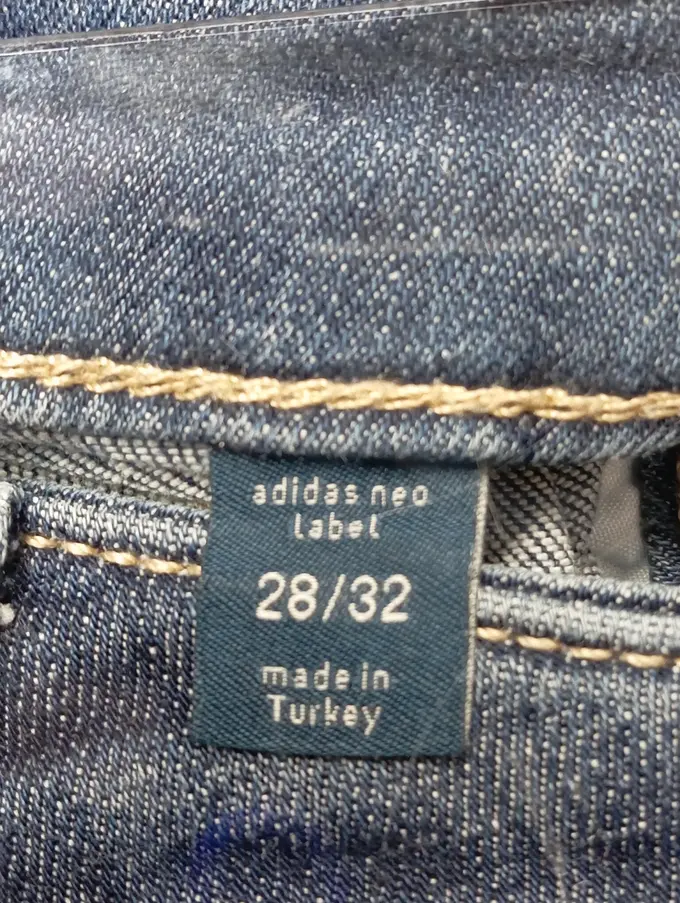 adidas neo
label
28/32
made in
Turkey